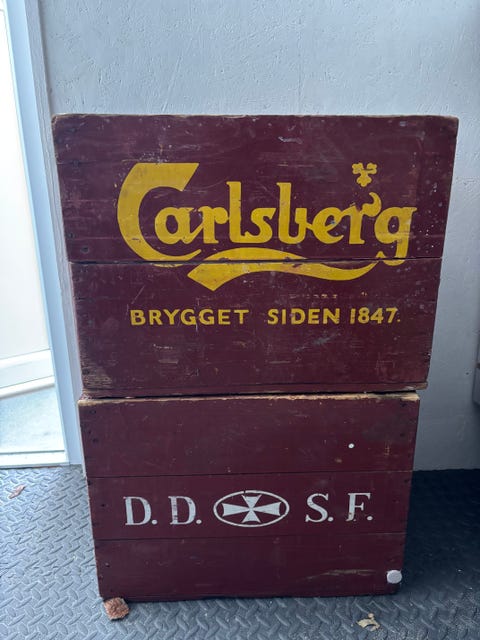 Carlsberg
BRYGGET SIDEN 1847.
D. D. S. F.